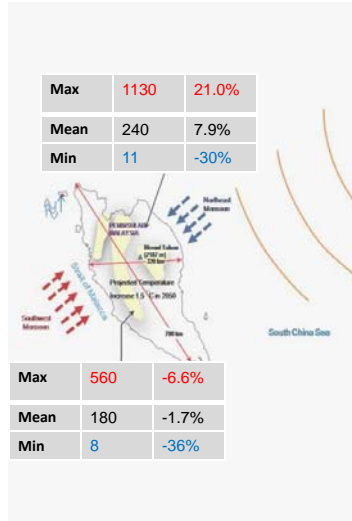 Max 1130 21.0%
Mean 240 7.9%
Min 11 -30%
Northeast
Monsoon
PENINSULAR
MALAYSIA
Strait of Malacca
Projected Temperature
Increase 1.5 °C in 2050
Southwest
Monsoon
South China Sea
Max 560 -6.6%
Mean 180 -1.7%
Min 8 -36%